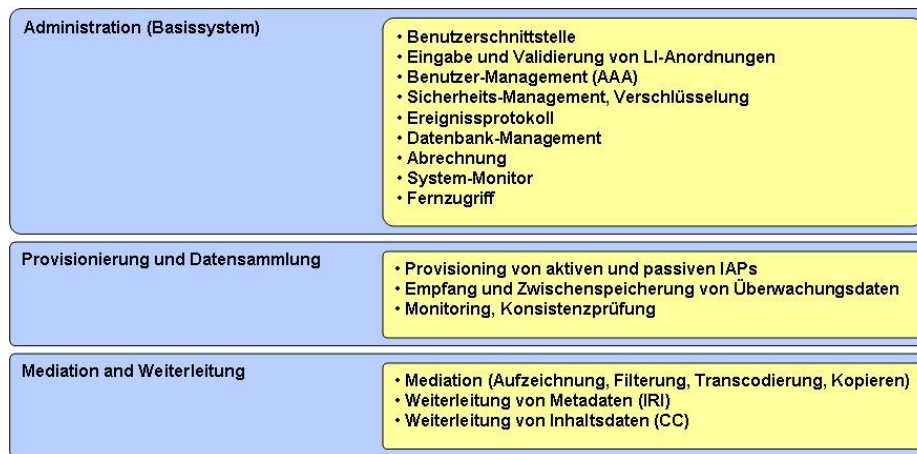 Administration (Basissystem)
• Benutzerschnittstelle
• Eingabe und Validierung von LI-Anordnungen
• Benutzer-Management (AAA)
• Sicherheits-Management, Verschlüsselung
• Ereignissprotokoll
• Datenbank-Management
• Abrechnung
• System-Monitor
• Fernzugriff
Provisionierung und Datensammlung
• Provisioning von aktiven und passiven IAPs
• Empfang und Zwischenspeicherung von Überwachungsdaten
• Monitoring, Konsistenzprüfung
Mediation and Weiterleitung
• Mediation (Aufzeichnung, Filterung, Transcodierung, Kopieren)
• Weiterleitung von Metadaten (IRI)
• Weiterleitung von Inhaltsdaten (CC)